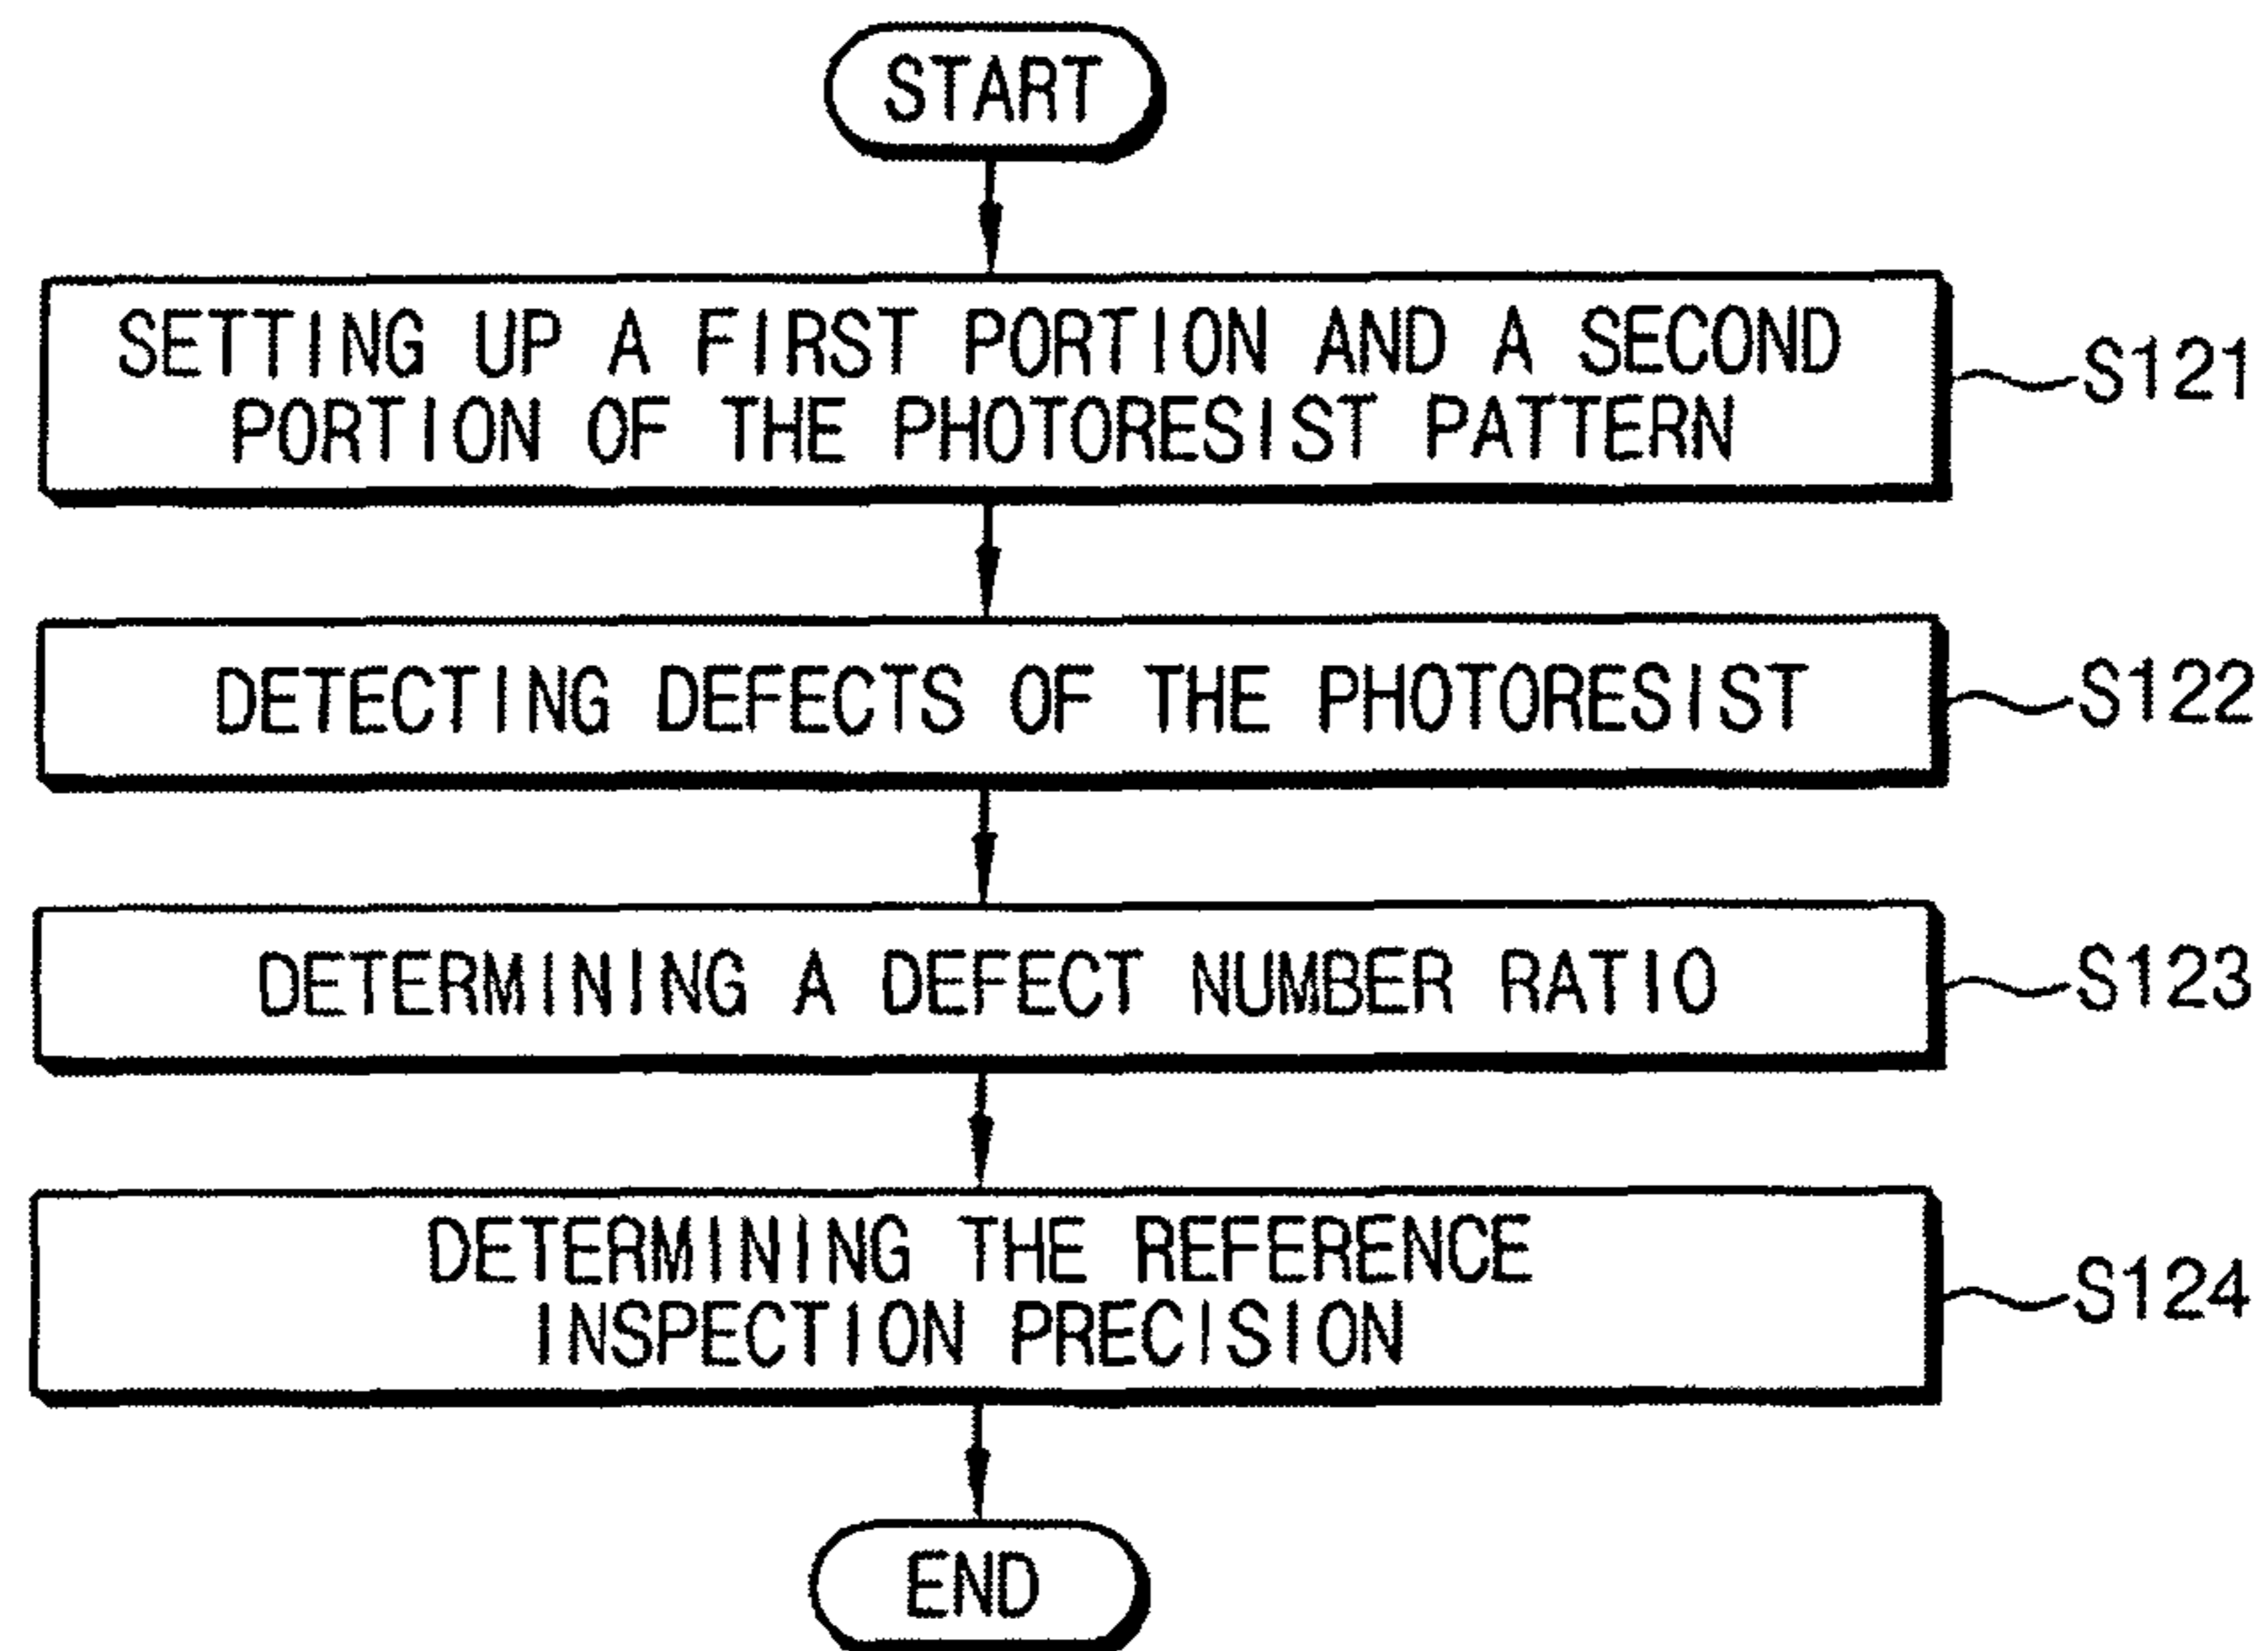 START
SETTING UP A FIRST PORTION AND A SECOND
PORTION OF THE PHOTORESIST PATTERN
S121
DETECTING DEFECTS OF THE PHOTORESIST
S122
DETERMINING A DEFECT NUMBER RATIO
S123
DETERMINING THE REFERENCE
INSPECTION PRECISION
S124
END